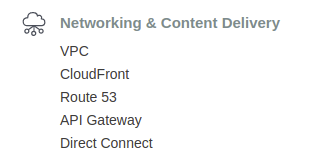 Networking & Content Delivery
VPC
CloudFront
Route 53
API Gateway
Direct Connect